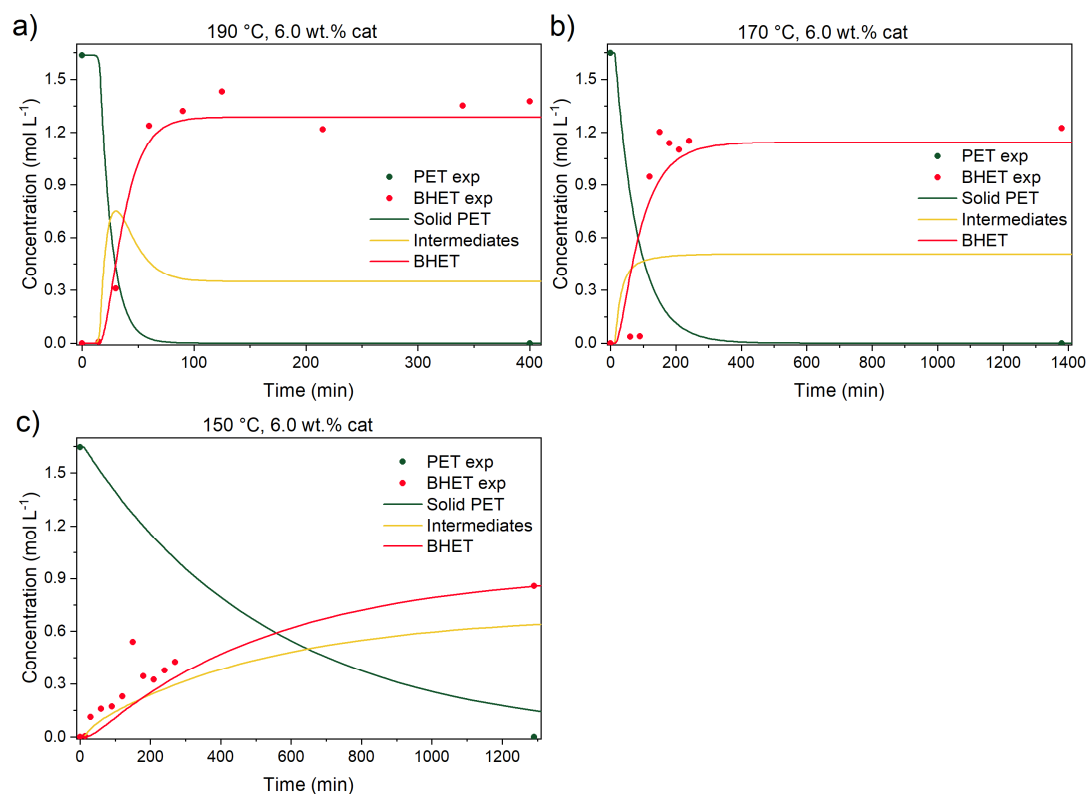 a)
190 °C, 6.0 wt.% cat
Concentration (mol L⁻¹)
1.5
1.2
0.9
0.6
0.3
0.0
PET exp
BHET exp
Solid PET
Intermediates
BHET
0
100
200
300
400
Time (min)
b)
170 °C, 6.0 wt.% cat
Concentration (mol L⁻¹)
1.5
1.2
0.9
0.6
0.3
0.0
PET exp
BHET exp
Solid PET
Intermediates
BHET
0
200
400
600
800
1000
1200
1400
Time (min)
c)
150 °C, 6.0 wt.% cat
Concentration (mol L⁻¹)
1.5
1.2
0.9
0.6
0.3
0.0
PET exp
BHET exp
Solid PET
Intermediates
BHET
0
200
400
600
800
1000
1200
Time (min)